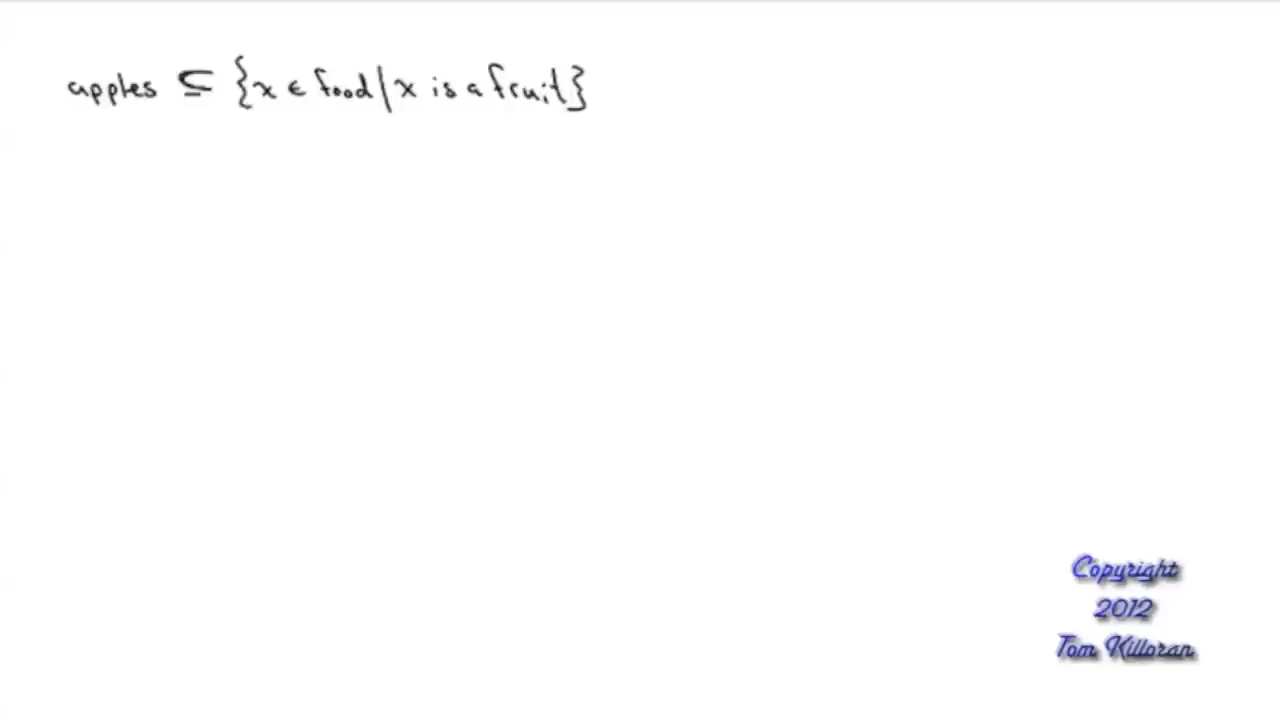 apples ⊆ {x ∈ food | x is a fruit}
Copyright
2012
Tom Killoran